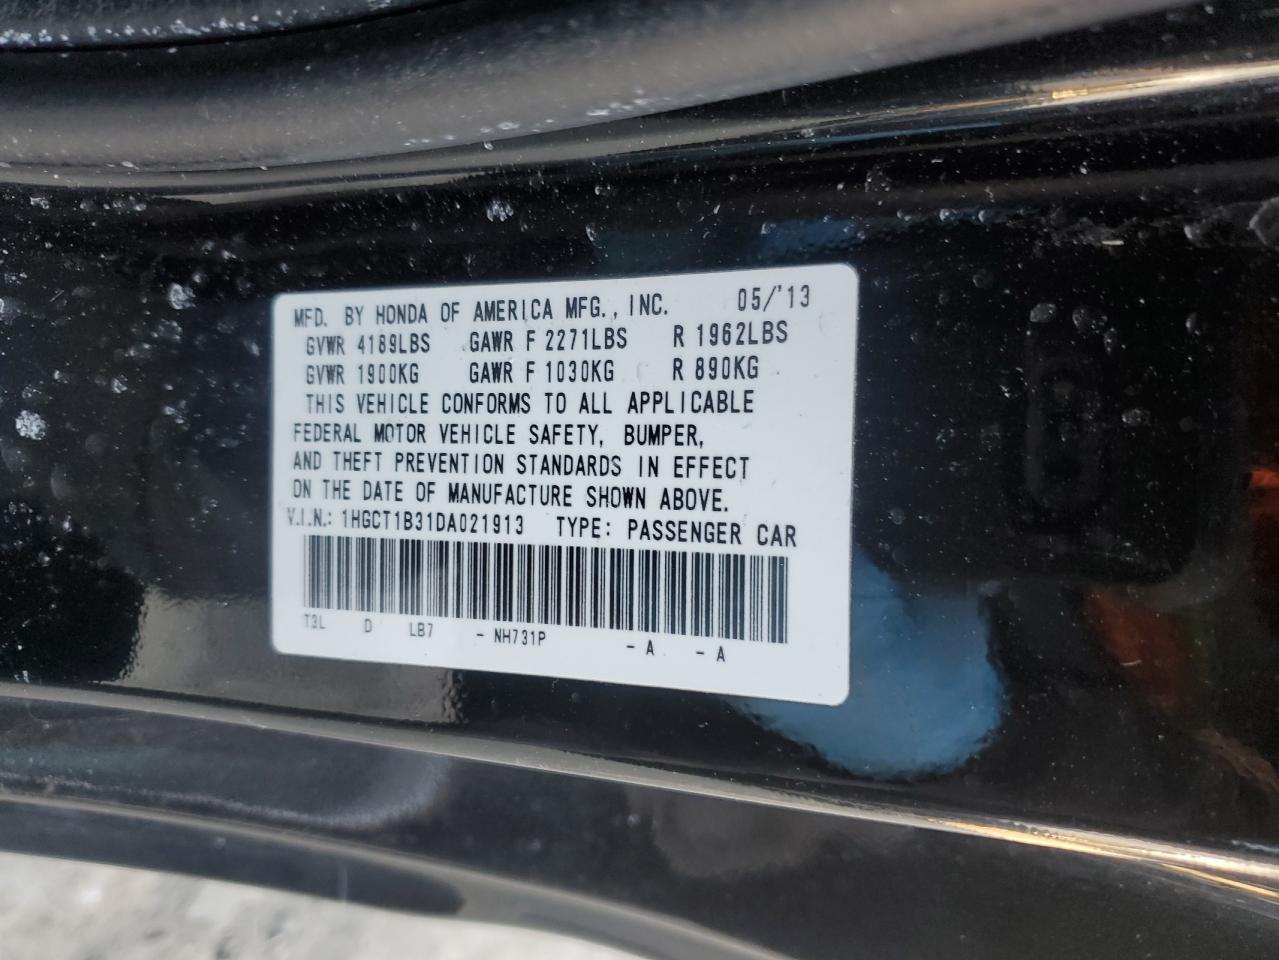 MFD. BY HONDA OF AMERICA MFG., INC. 05/'13
GVWR 4189LBS GAWR F 2271LBS R 1962LBS
GVWR 1900KG GAWR F 1030KG R 890KG
THIS VEHICLE CONFORMS TO ALL APPLICABLE
FEDERAL MOTOR VEHICLE SAFETY, BUMPER,
AND THEFT PREVENTION STANDARDS IN EFFECT
ON THE DATE OF MANUFACTURE SHOWN ABOVE.
V.I.N.: 1HGCT1B31DA021913 TYPE: PASSENGER CAR
T3L D LB7 - NH731P - A - A